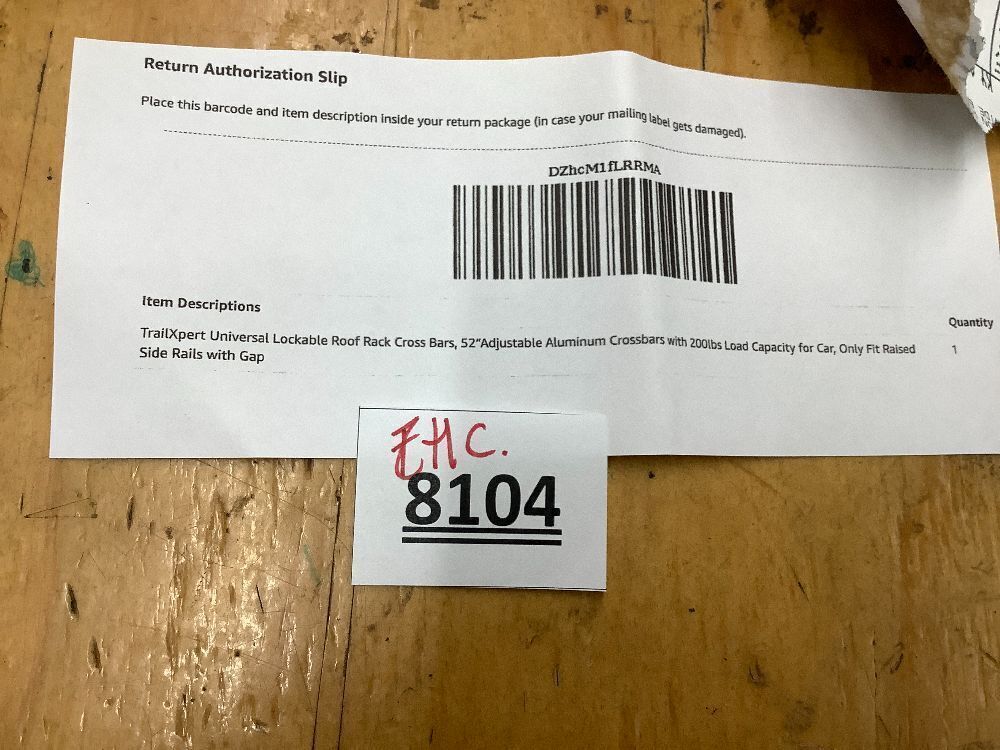 Return Authorization Slip
Place this barcode and item description inside your return package (in case your mailing label gets damaged).
DZhcM1fLRRMA
Item Descriptions
Quantity
TrailXpert Universal Lockable Roof Rack Cross Bars, 52"Adjustable Aluminum Crossbars with 200lbs Load Capacity for Car, Only Fit Raised
1
Side Rails with Gap
EHC.
8104